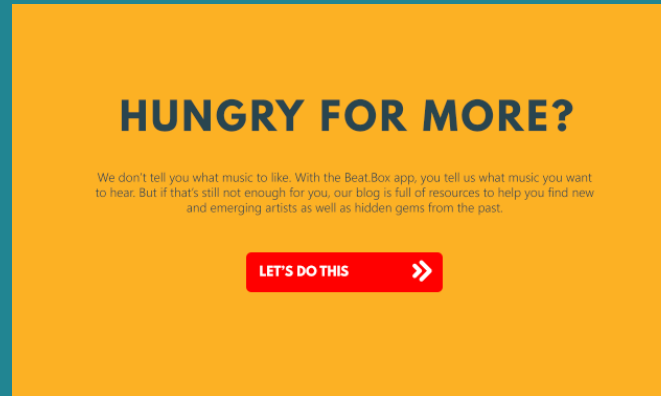 HUNGRY FOR MORE?
We don't tell you what music to like. With the Beat.Box app, you tell us what music you want
to hear. But if that's still not enough for you, our blog is full of resources to help you find new
and emerging artists as well as hidden gems from the past.
LET'S DO THIS